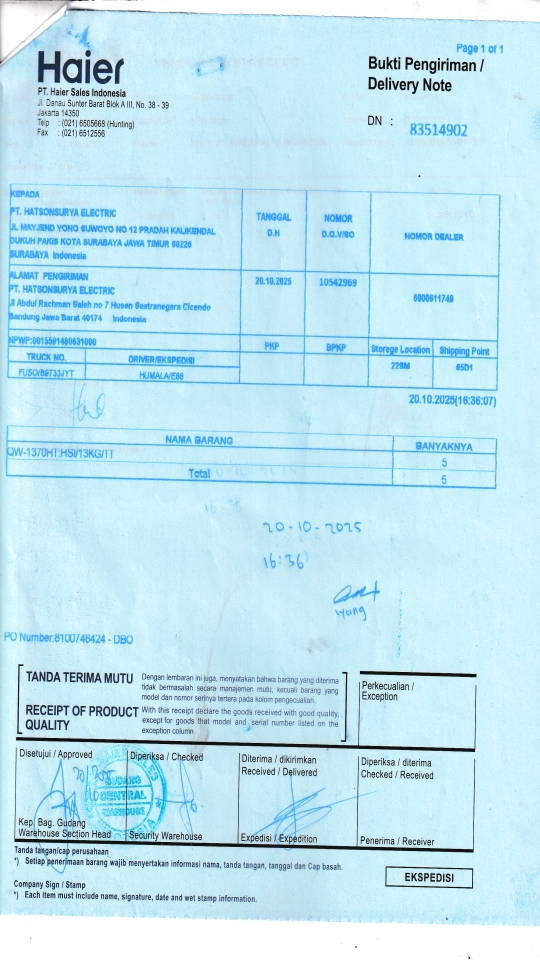 Page 1 of 1
Haier
Bukti Pengiriman /
Delivery Note
PT. Haier Sales Indonesia
Jl. Danau Sunter Barat Blok A III, No. 38 - 39
Jakarta 14350
Telp : (021) 6505668 (Hunting)
Fax : (021) 6512556
DN : 83514902
KEPADA
PT. HATSONSURYA ELECTRIC
JL MAYJEND YONO SUWOYO NO 12 PRADAH KALIKENDAL
DUKUH PAKIS KOTA SURABAYA JAWA TIMUR 60226
SURABAYA Indonesia
TANGGAL
D.N
NOMOR
D.O.V/SO
NOMOR DEALER
ALAMAT PENGIRIMAN
PT. HATSONSURYA ELECTRIC
Jl Abdul Rachman Saleh no 7 Husen Sastranegara Cicendo
Bandung Jawa Barat 40174 Indonesia
20.10.2025
10542969
NPWP:0015591480631000
PKP
BPKP
Storege Location
Shipping Point
TRUCK NO.
DRIVER/EKSPEDISI
22SM
65D1
FUSO/B9733JYT
HUMALA/E66
20.10.2025(16:36:07)
NAMA BARANG
BANYAKNYA
QW-1370HT:HSI/13KG/TT
5
Total
5
20-10-2025
16:36
PO Number:8100748424 - DBO
TANDA TERIMA MUTU
Dengan lembaran ini juga, menyatakan bahwa barang yang diterima
tidak bermasalah secara manajemen mutu, kecuali barang yang
model dan nomor serinya tertera pada kolom pengecualian.
RECEIPT OF PRODUCT
QUALITY
With this receipt declare the goods received with good quality,
except for goods that model and serial number listed on the
exception column
Perkecualian /
Exception
Disetujui / Approved
Diperiksa / Checked
Diterima / dikirimkan
Received / Delivered
Diperiksa / diterima
Checked / Received
GUDANG
CENTRAL
WAREHOUSE
Kep. Bag. Gudang
Warehouse Section Head
Security Warehouse
Expedisi / Expedition
Penerima / Receiver
Tanda tangan/cap perusahaan
*) Setiap penerimaan barang wajib menyertakan informasi nama, tanda tangan, tanggal dan Cap basah.
EKSPEDISI
Company Sign / Stamp
*) Each item must include name, signature, date and wet stamp information.